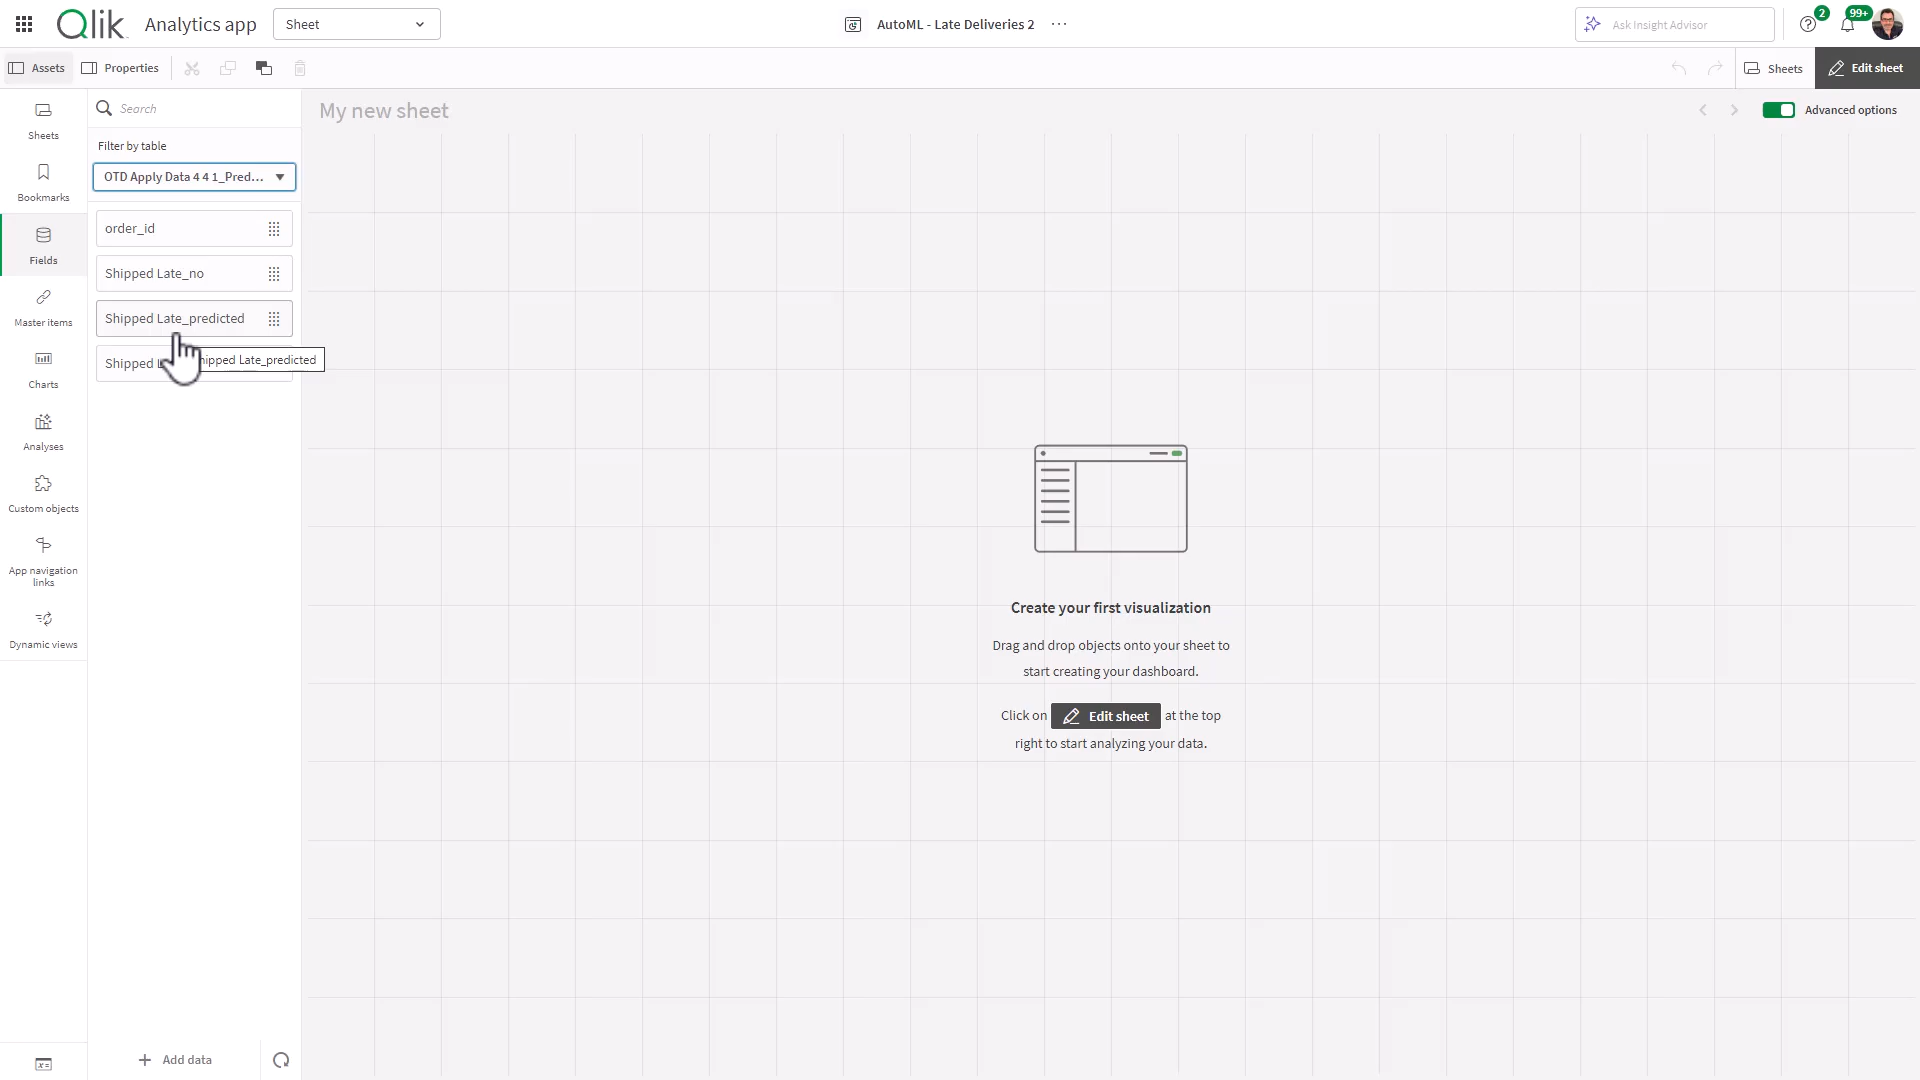 Qlik
Analytics app
Sheet
AutoML - Late Deliveries 2
Ask Insight Advisor
2
99+
Assets
Properties
Sheets
Edit sheet
Sheets
Bookmarks
Fields
Master items
Charts
Analyses
Custom objects
App navigation
links
Dynamic views
Search
Filter by table
OTD Apply Data 4 4 1_Pred...
order_id
Shipped Late_no
Shipped Late_predicted
Shipped
hipped Late_predicted
Add data
My new sheet
Advanced options
Create your first visualization
Drag and drop objects onto your sheet to
start creating your dashboard.
Click on Edit sheet at the top
right to start analyzing your data.